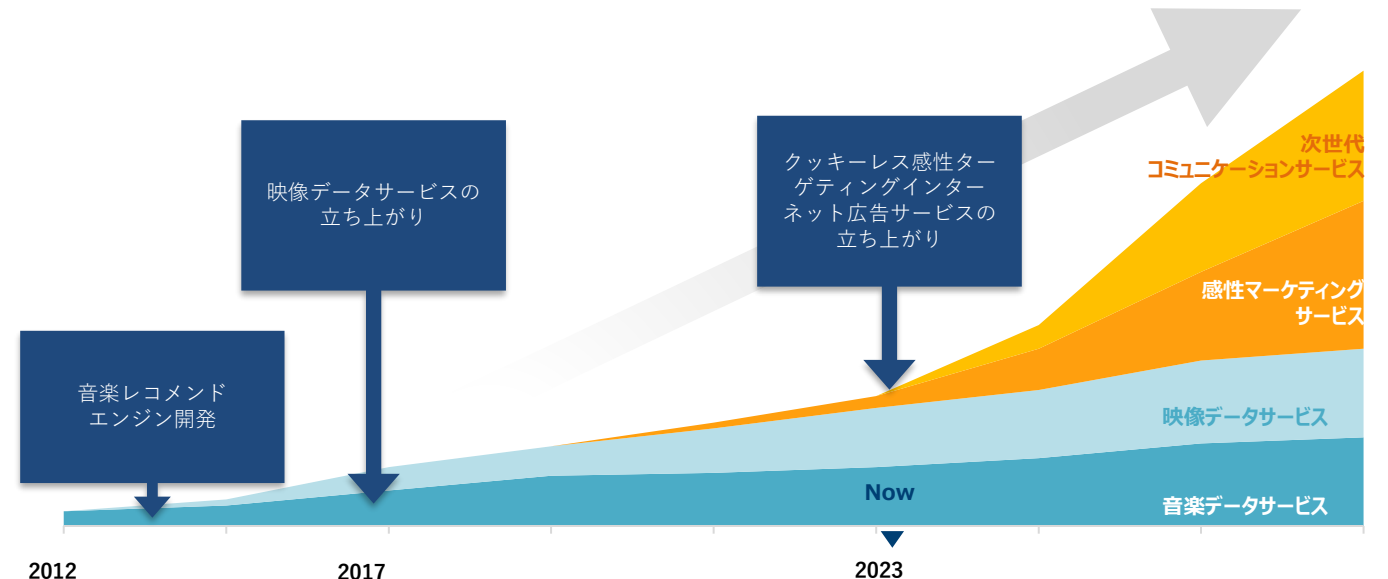 音楽レコメンド
エンジン開発
映像データサービスの
立ち上がり
クッキーレス感性ター
ゲティングインター
ネット広告サービスの
立ち上がり
次世代
コミュニケーションサービス
感性マーケティング
サービス
映像データサービス
音楽データサービス
Now
2012
2017
2023